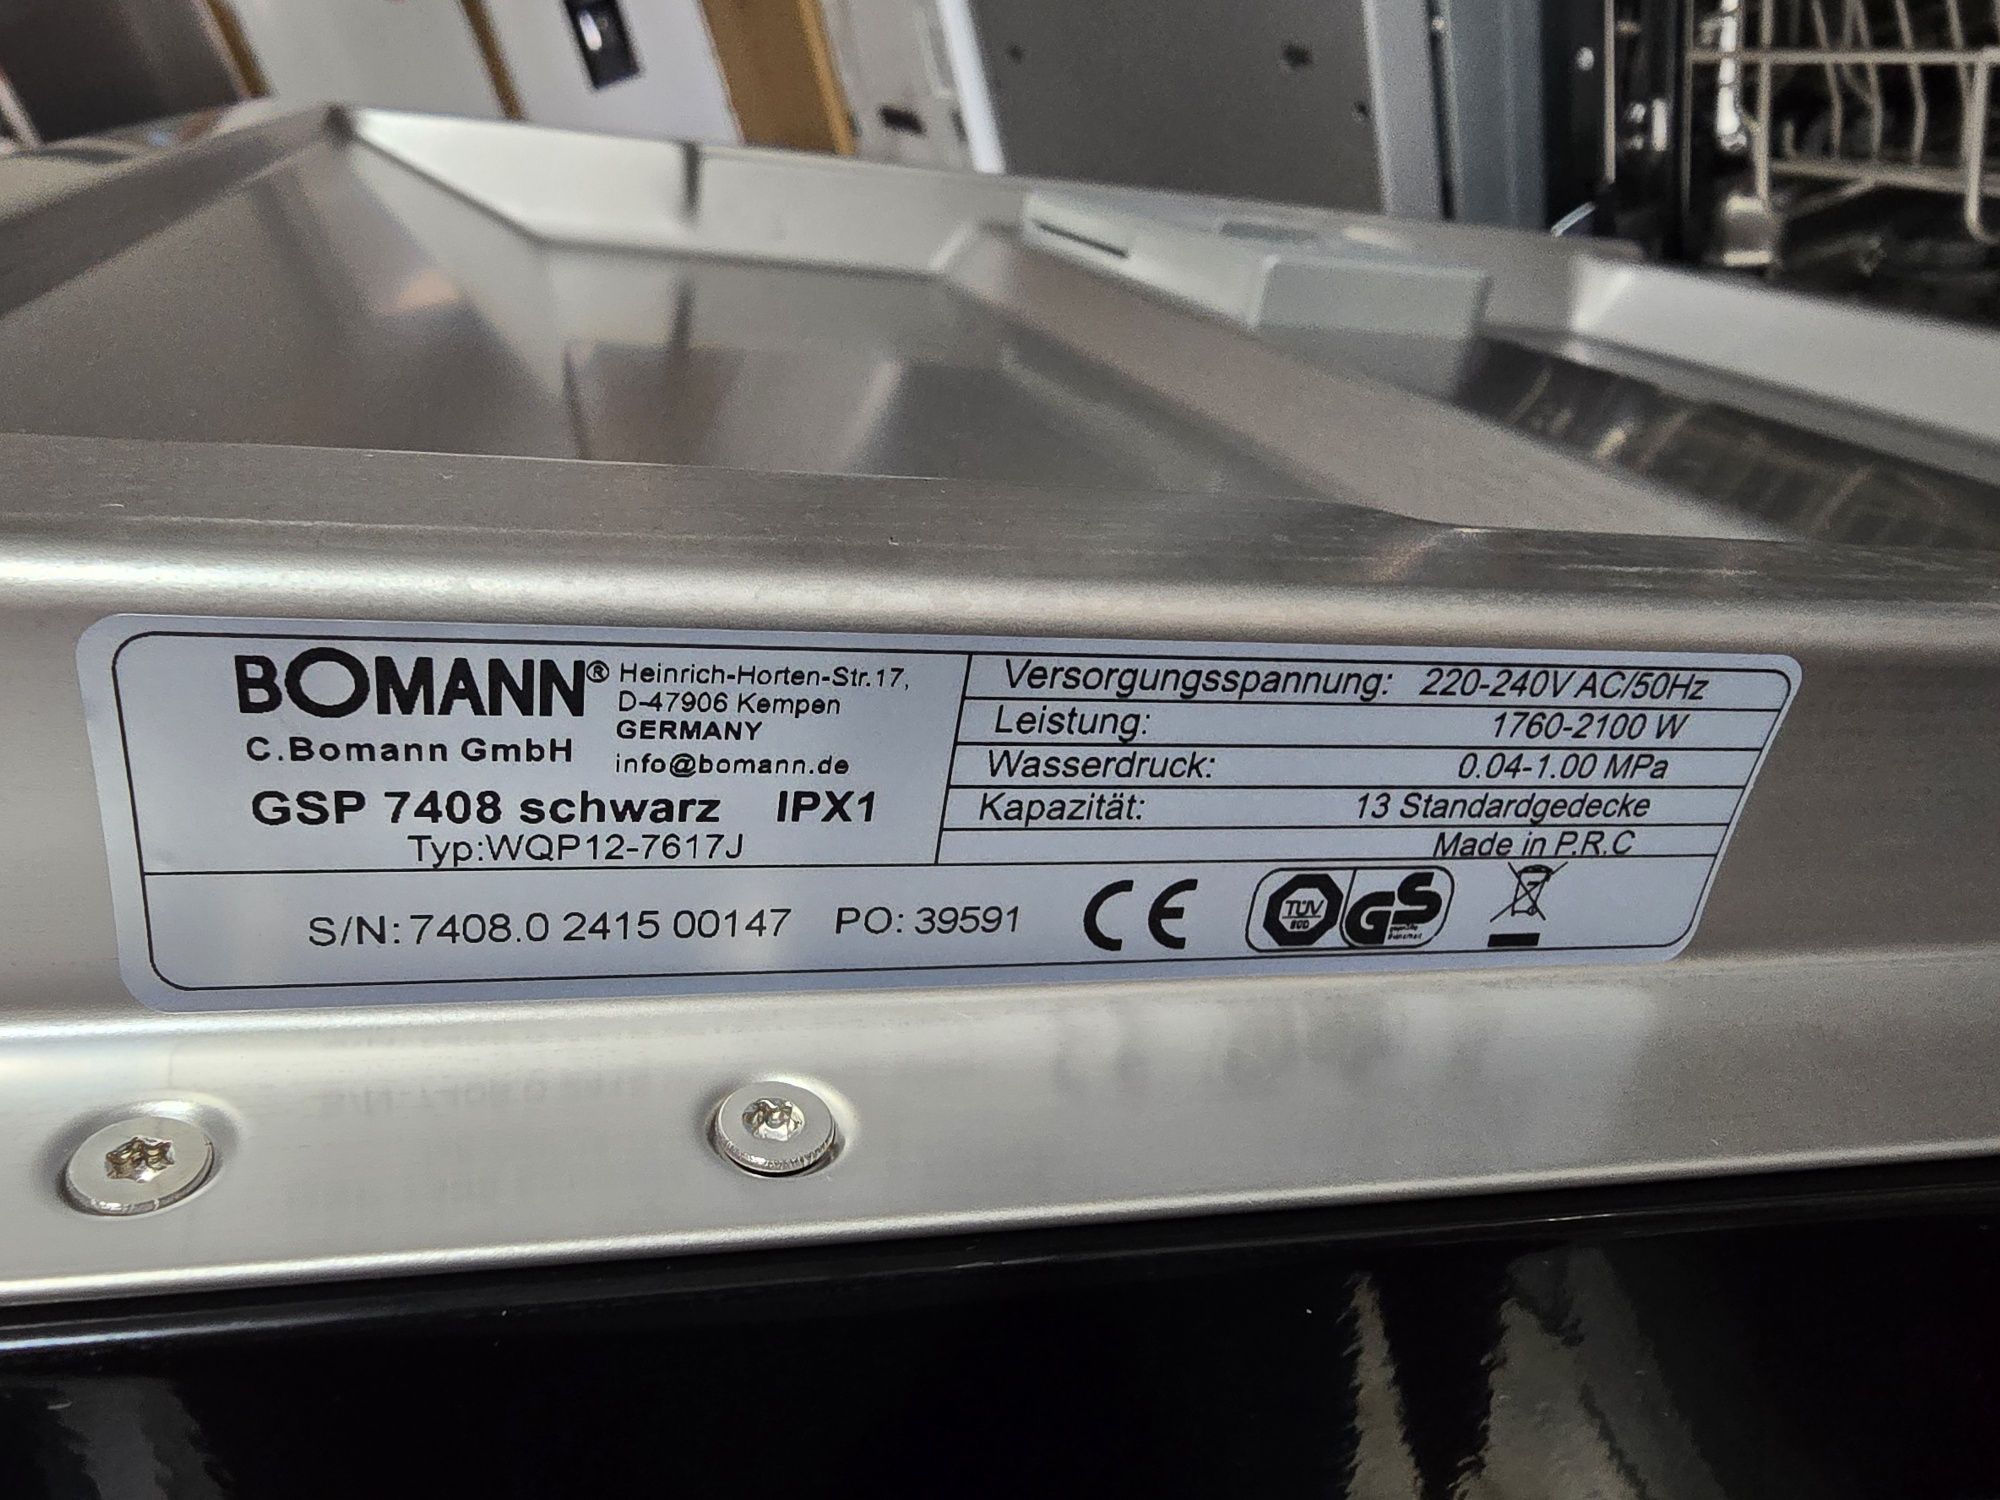 BOMANN®
C.Bomann GmbH
Heinrich-Horten-Str.17,
D-47906 Kempen
GERMANY
info@bomann.de
GSP 7408 schwarz IPX1
Typ:WQP12-7617J
Versorgungsspannung: 220-240V AC/50Hz
Leistung: 1760-2100 W
Wasserdruck: 0.04-1.00 MPa
Kapazität: 13 Standardgedecke
Made in P.R.C
S/N: 7408.0 2415 00147 PO: 39591
CE
TÜV
GS